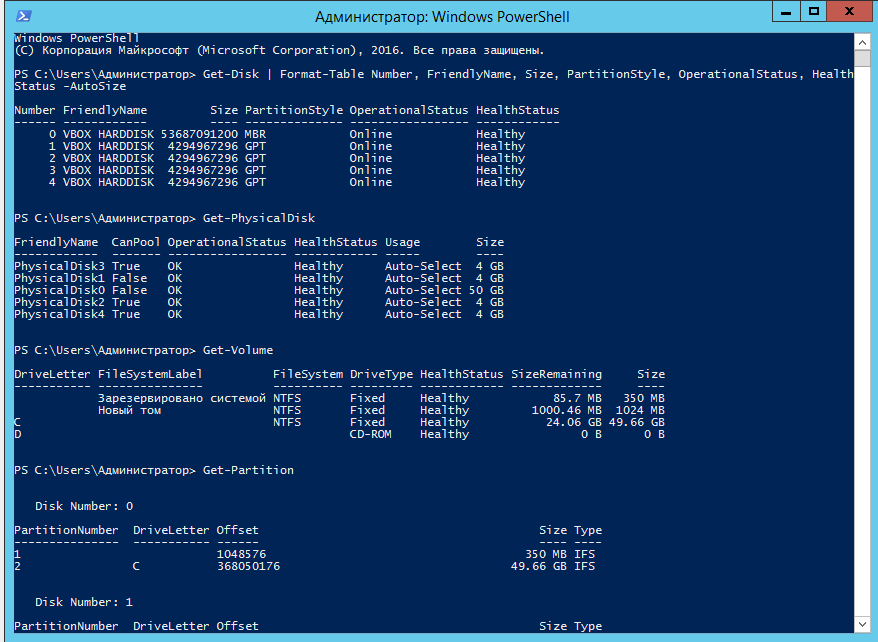 Администратор: Windows PowerShell
Windows PowerShell
(C) Корпорация Майкрософт (Microsoft Corporation), 2016. Все права защищены.
PS C:\Users\Администратор> Get-Disk | Format-Table Number, FriendlyName, Size, PartitionStyle, OperationalStatus, Health
Status -AutoSize
Number FriendlyName Size PartitionStyle OperationalStatus HealthStatus
------ ------------ ---- -------------- ----------------- ------------
0 VBOX HARDDISK 53687091200 MBR Online Healthy
1 VBOX HARDDISK 4294967296 GPT Online Healthy
2 VBOX HARDDISK 4294967296 GPT Online Healthy
3 VBOX HARDDISK 4294967296 GPT Online Healthy
4 VBOX HARDDISK 4294967296 GPT Online Healthy
PS C:\Users\Администратор> Get-PhysicalDisk
FriendlyName CanPool OperationalStatus HealthStatus Usage Size
------------ ------- ----------------- ------------ ----- ----
PhysicalDisk3 True OK Healthy Auto-Select 4 GB
PhysicalDisk1 False OK Healthy Auto-Select 4 GB
PhysicalDisk0 False OK Healthy Auto-Select 50 GB
PhysicalDisk2 True OK Healthy Auto-Select 4 GB
PhysicalDisk4 True OK Healthy Auto-Select 4 GB
PS C:\Users\Администратор> Get-Volume
DriveLetter FileSystemLabel FileSystem DriveType HealthStatus SizeRemaining Size
----------- --------------- ---------- --------- ------------ ------------- ----
Зарезервировано системой NTFS Fixed Healthy 85.7 MB 350 MB
Новый том NTFS Fixed Healthy 1000.46 MB 1024 MB
C NTFS Fixed Healthy 24.06 GB 49.66 GB
D CD-ROM Healthy 0 B 0 B
PS C:\Users\Администратор> Get-Partition
Disk Number: 0
PartitionNumber DriveLetter Offset Size Type
--------------- ----------- ------ ---- ----
1 1048576 350 MB IFS
2 C 368050176 49.66 GB IFS
Disk Number: 1
PartitionNumber DriveLetter Offset Size Type